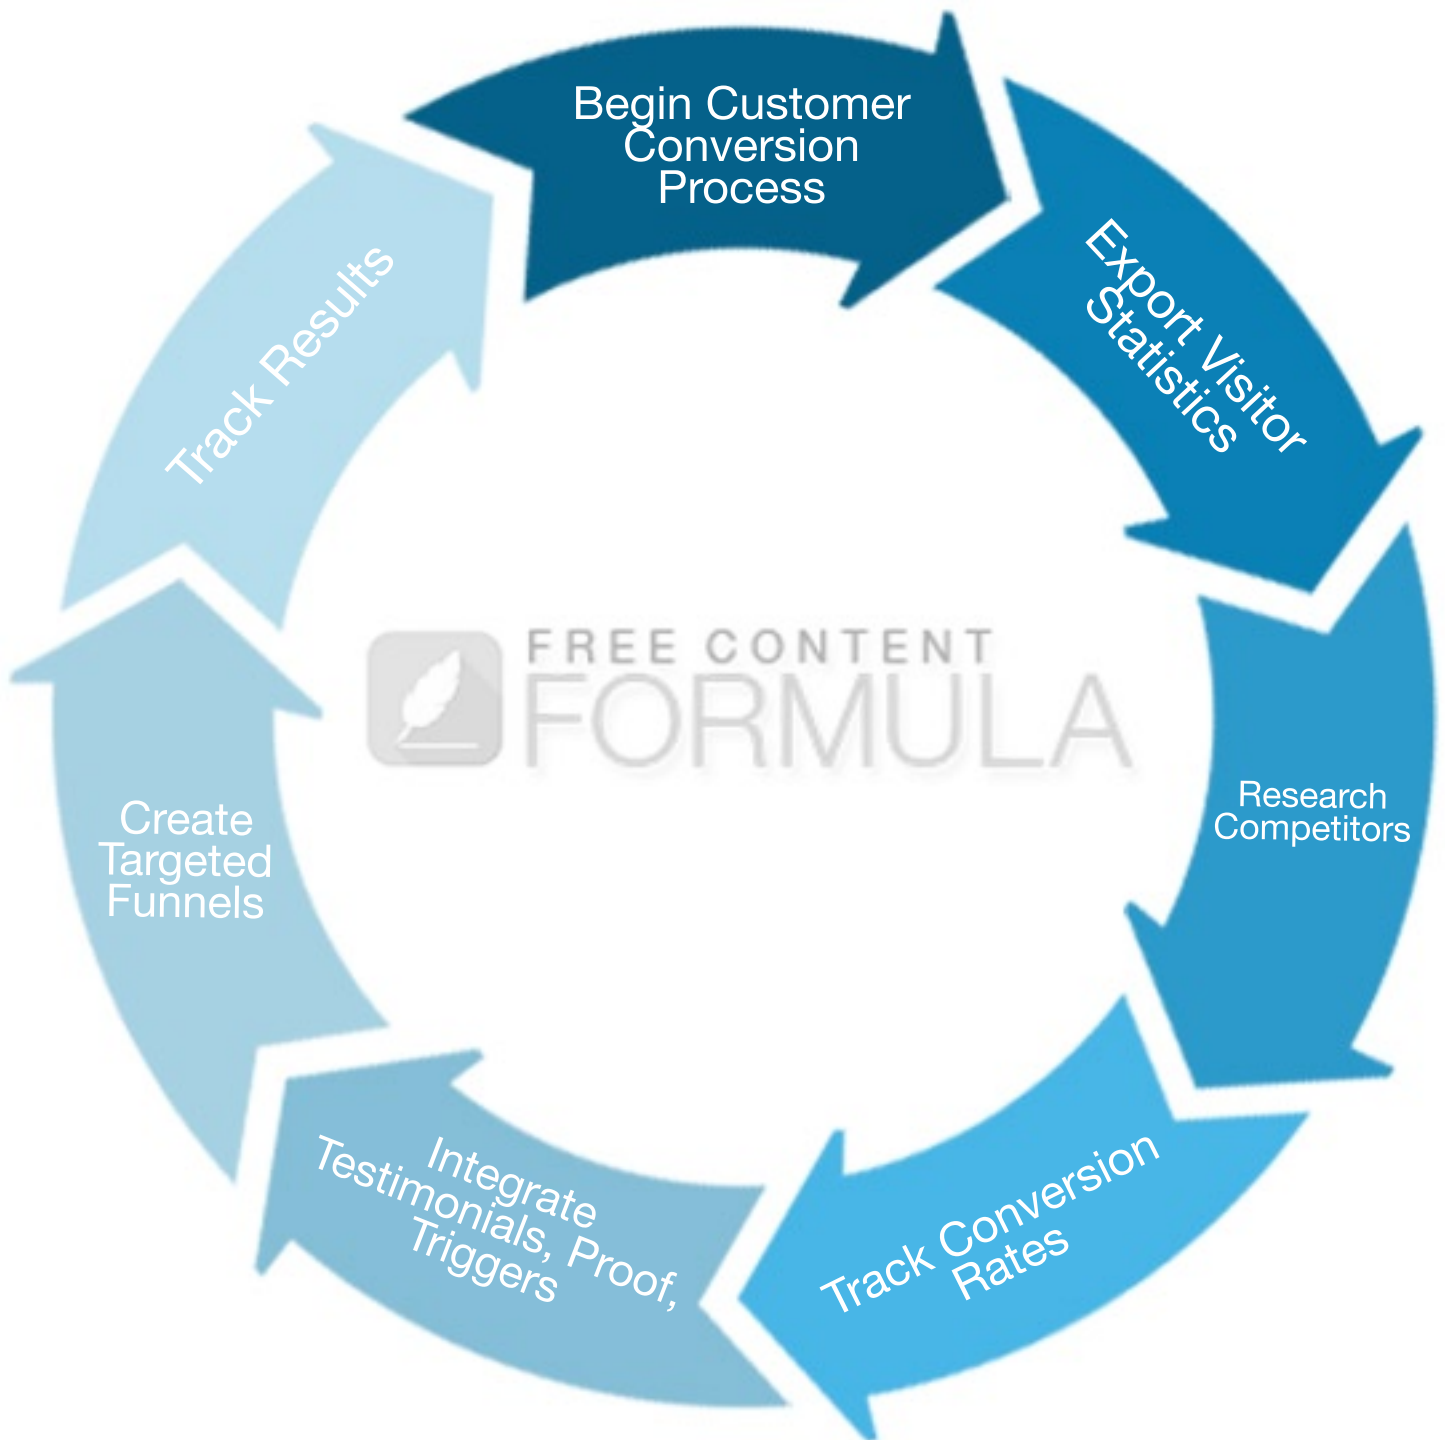 Begin Customer
Conversion
Process
Export Visitor
Statistics
Research
Competitors
Track Conversion
Rates
Integrate
Testimonials, Proof,
Triggers
Create
Targeted
Funnels
Track Results
FREE CONTENT
FORMULA